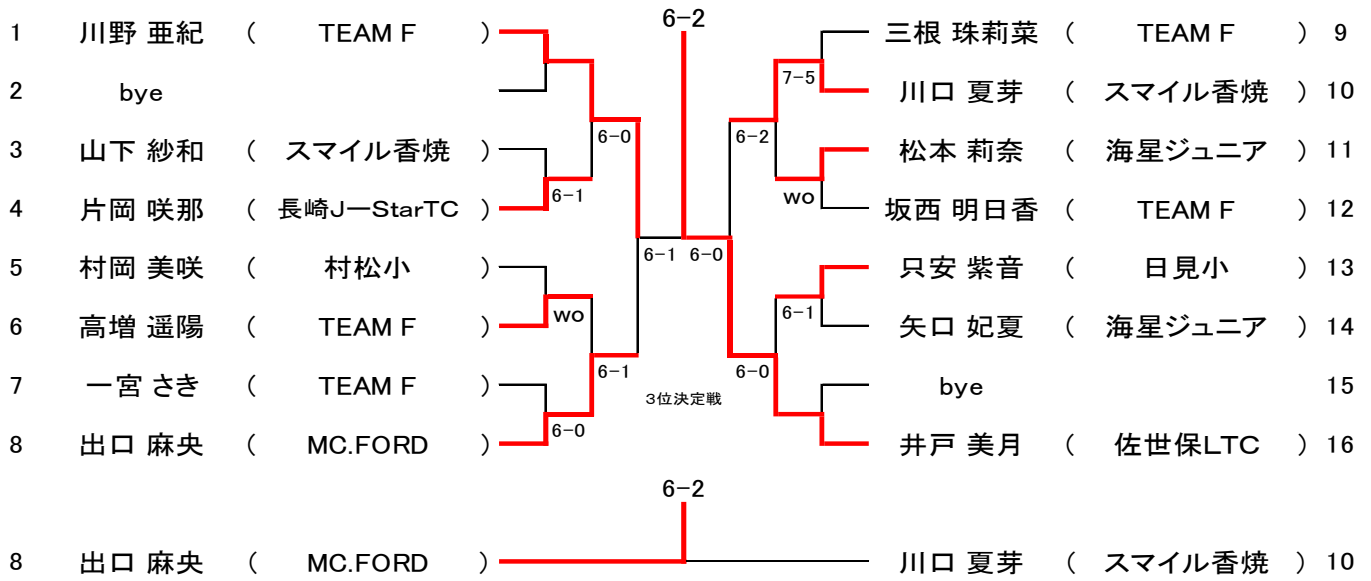 6-2
1 川野 亜紀 ( TEAM F ) 三根 珠莉菜 ( TEAM F ) 9
7-5
2 bye 川口 夏芽 ( スマイル香焼 ) 10
6-0 6-2
3 山下 紗和 ( スマイル香焼 ) 松本 莉奈 ( 海星ジュニア ) 11
6-1 wo
4 片岡 咲那 ( 長崎J-StarTC ) 坂西 明日香 ( TEAM F ) 12
6-1 6-0
5 村岡 美咲 ( 村松小 ) 只安 紫音 ( 日見小 ) 13
wo 6-1
6 高増 遥陽 ( TEAM F ) 矢口 妃夏 ( 海星ジュニア ) 14
6-1 6-0
7 一宮 さき ( TEAM F ) bye 15
3位決定戦
6-0
8 出口 麻央 ( MC.FORD ) 井戸 美月 ( 佐世保LTC ) 16
6-2
8 出口 麻央 ( MC.FORD ) 川口 夏芽 ( スマイル香焼 ) 10